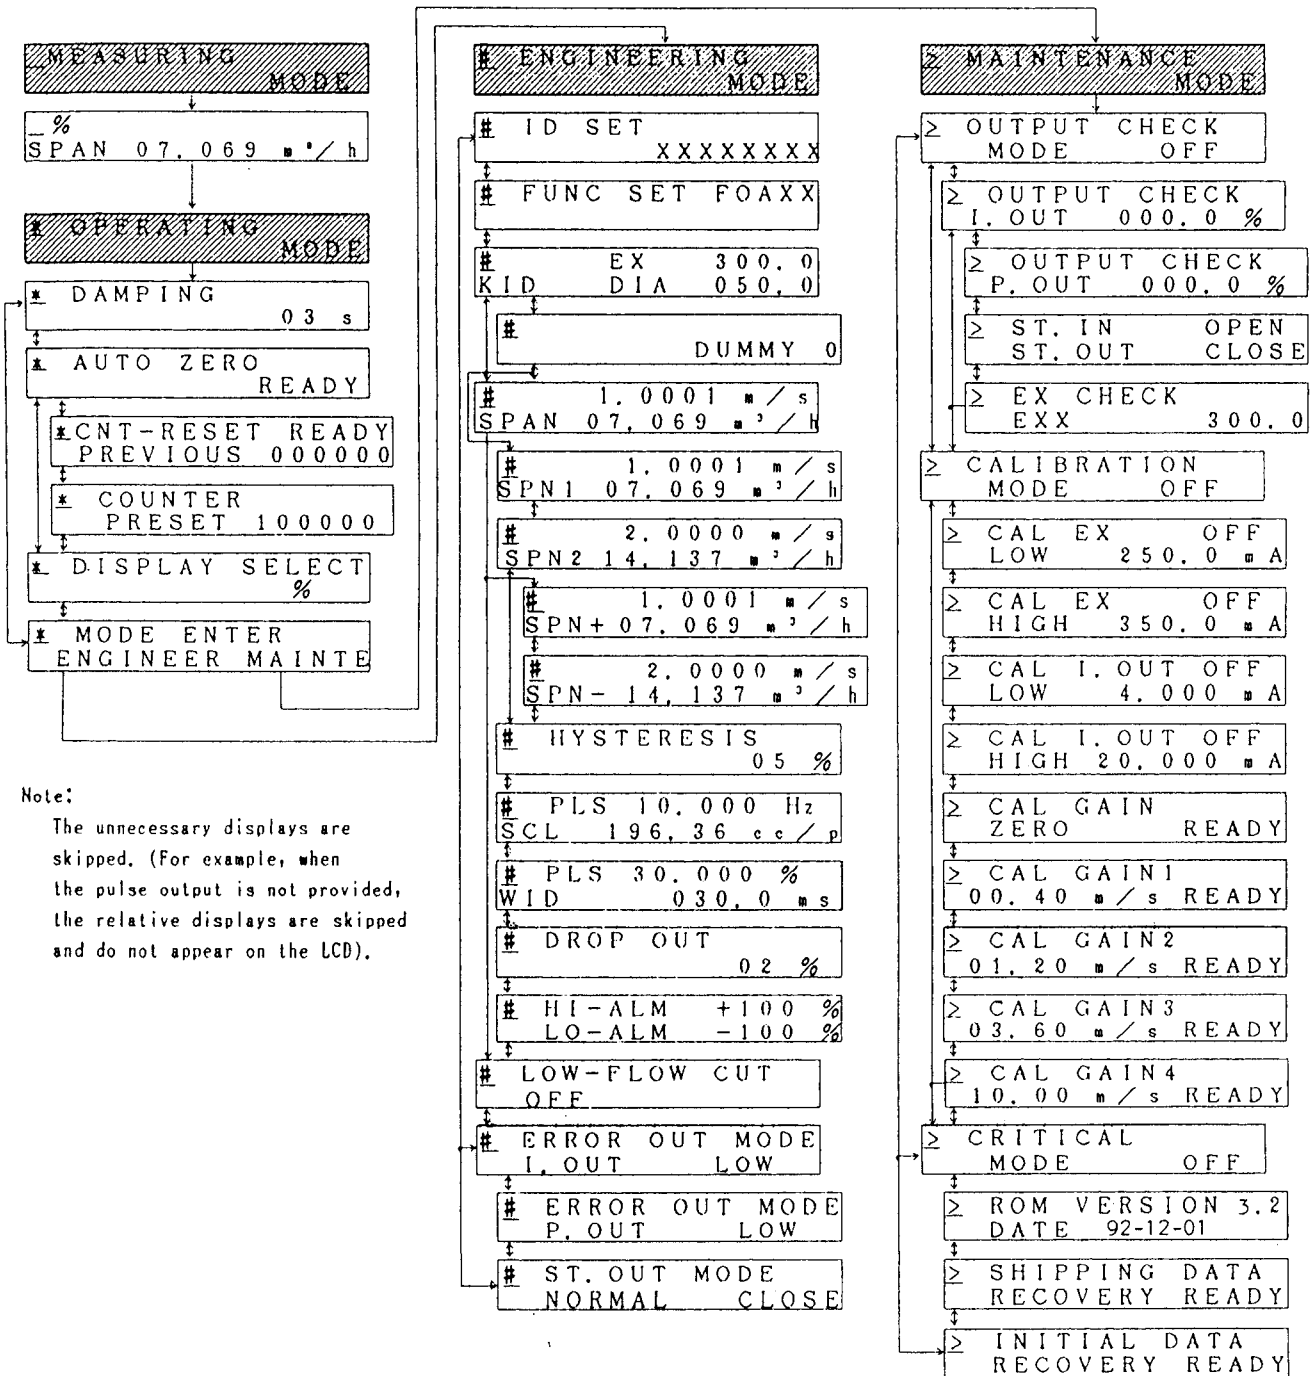 _MEASURING
MODE
_ %
SPAN 07.069 m³/h
* OPERATING
MODE
* DAMPING
03 s
* AUTO ZERO
READY
*CNT-RESET READY
PREVIOUS 000000
* COUNTER
PRESET 100000
* DISPLAY SELECT
%
* MODE ENTER
ENGINEER MAINTE
Note:
The unnecessary displays are
skipped. (For example, when
the pulse output is not provided,
the relative displays are skipped
and do not appear on the LCD).
# ENGINEERING
MODE
# ID SET
XXXXXXXX
# FUNC SET FOAXX
# EX 300.0
KID DIA 050.0
#
DUMMY 0
# 1.0001 m/s
SPAN 07.069 m³/h
# 1.0001 m/s
SPN1 07.069 m³/h
# 2.0000 m/s
SPN2 14.137 m³/h
# 1.0001 m/s
SPN+ 07.069 m³/h
# 2.0000 m/s
SPN- 14.137 m³/h
# HYSTERESIS
05 %
# PLS 10.000 Hz
SCL 196.36 cc/p
# PLS 30.000 %
WID 030.0 ms
# DROP OUT
02 %
# HI-ALM +100 %
LO-ALM -100 %
# LOW-FLOW CUT
OFF
# ERROR OUT MODE
I.OUT LOW
# ERROR OUT MODE
P.OUT LOW
# ST.OUT MODE
NORMAL CLOSE
> MAINTENANCE
MODE
> OUTPUT CHECK
MODE OFF
> OUTPUT CHECK
I.OUT 000.0 %
> OUTPUT CHECK
P.OUT 000.0 %
> ST.IN OPEN
ST.OUT CLOSE
> EX CHECK
EXX 300.0
> CALIBRATION
MODE OFF
> CAL EX OFF
LOW 250.0 mA
> CAL EX OFF
HIGH 350.0 mA
> CAL I.OUT OFF
LOW 4.000 mA
> CAL I.OUT OFF
HIGH 20.000 mA
> CAL GAIN
ZERO READY
> CAL GAIN1
00.40 m/s READY
> CAL GAIN2
01.20 m/s READY
> CAL GAIN3
03.60 m/s READY
> CAL GAIN4
10.00 m/s READY
> CRITICAL
MODE OFF
> ROM VERSION 3.2
DATE 92-12-01
> SHIPPING DATA
RECOVERY READY
> INITIAL DATA
RECOVERY READY